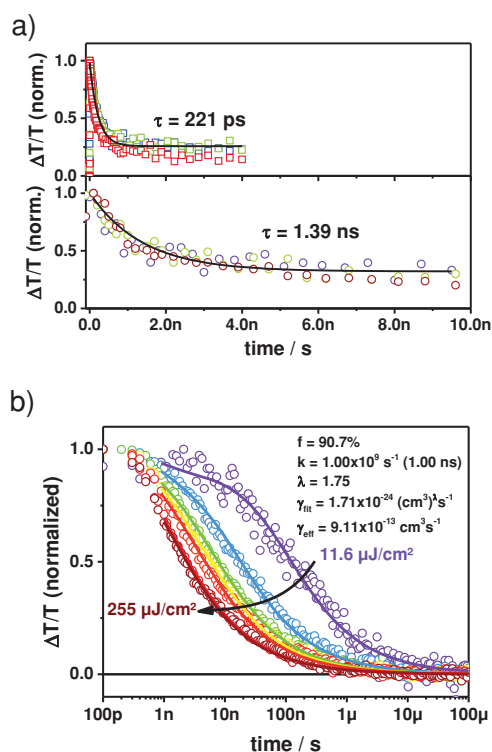 a)
ΔT/T (norm.)
1.0
0.5
0.0
τ = 221 ps
ΔT/T (norm.)
1.0
0.5
0.0
τ = 1.39 ns
0.0 2.0n 4.0n 6.0n 8.0n 10.0n
time / s
b)
ΔT/T (normalized)
1.0
0.5
0.0
f = 90.7%
k = 1.00x10⁹ s⁻¹ (1.00 ns)
λ = 1.75
γfit = 1.71x10⁻²⁴ (cm³)^λs⁻¹
γeff = 9.11x10⁻¹³ cm³s⁻¹
11.6 μJ/cm²
255 μJ/cm²
100p 1n 10n 100n 1μ 10μ 100μ
time / s